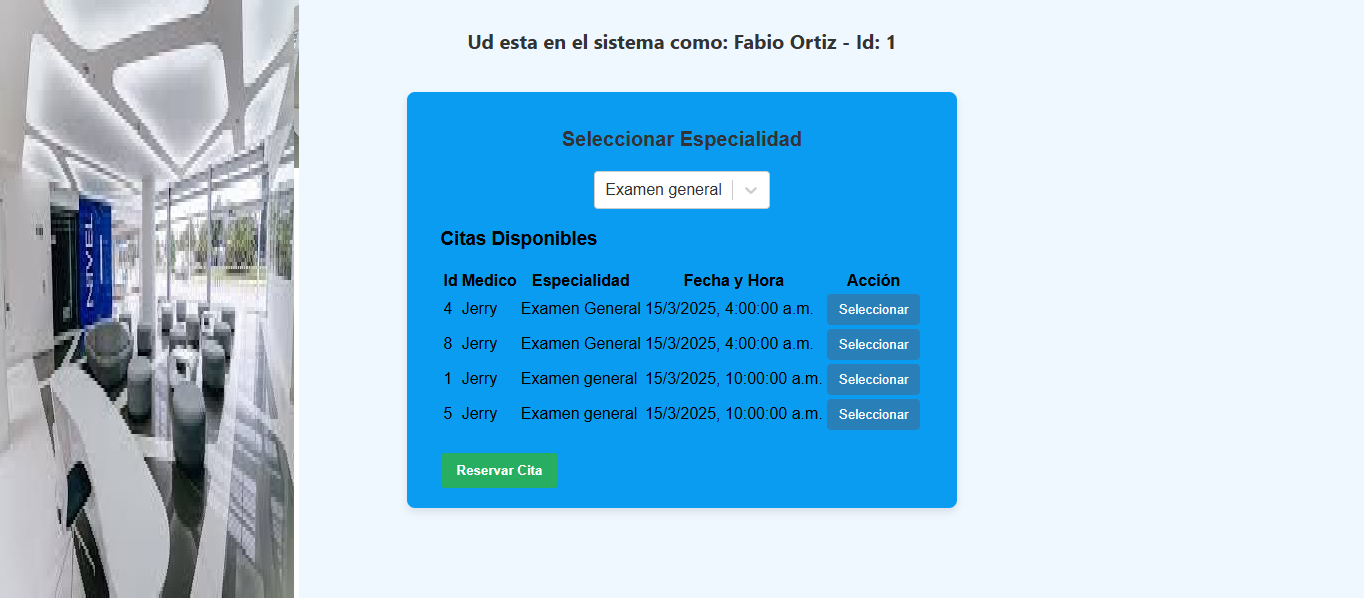 Ud esta en el sistema como: Fabio Ortiz - Id: 1
Seleccionar Especialidad
Examen general
Citas Disponibles
Id Medico Especialidad Fecha y Hora Acción
4 Jerry Examen General 15/3/2025, 4:00:00 a.m. Seleccionar
8 Jerry Examen General 15/3/2025, 4:00:00 a.m. Seleccionar
1 Jerry Examen general 15/3/2025, 10:00:00 a.m. Seleccionar
5 Jerry Examen general 15/3/2025, 10:00:00 a.m. Seleccionar
Reservar Cita